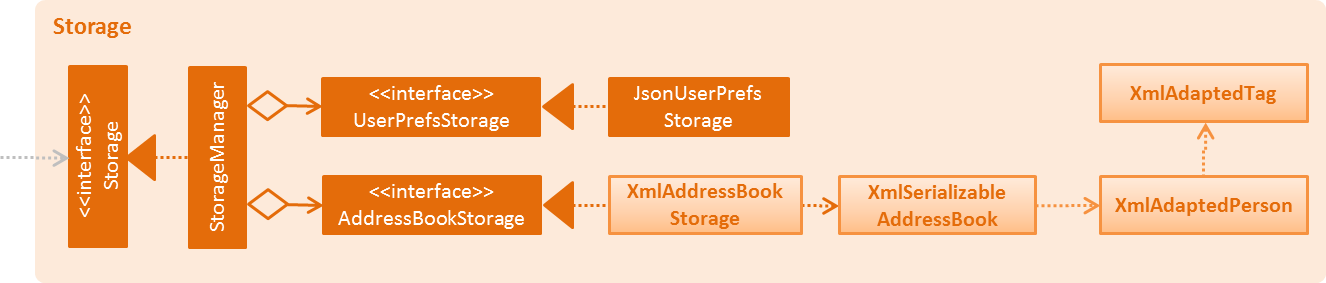 Storage
<<interface>>
Storage
StorageManager
<<interface>>
UserPrefsStorage
JsonUserPrefs
Storage
XmlAdaptedTag
<<interface>>
AddressBookStorage
XmlAddressBook
Storage
XmlSerializable
AddressBook
XmlAdaptedPerson